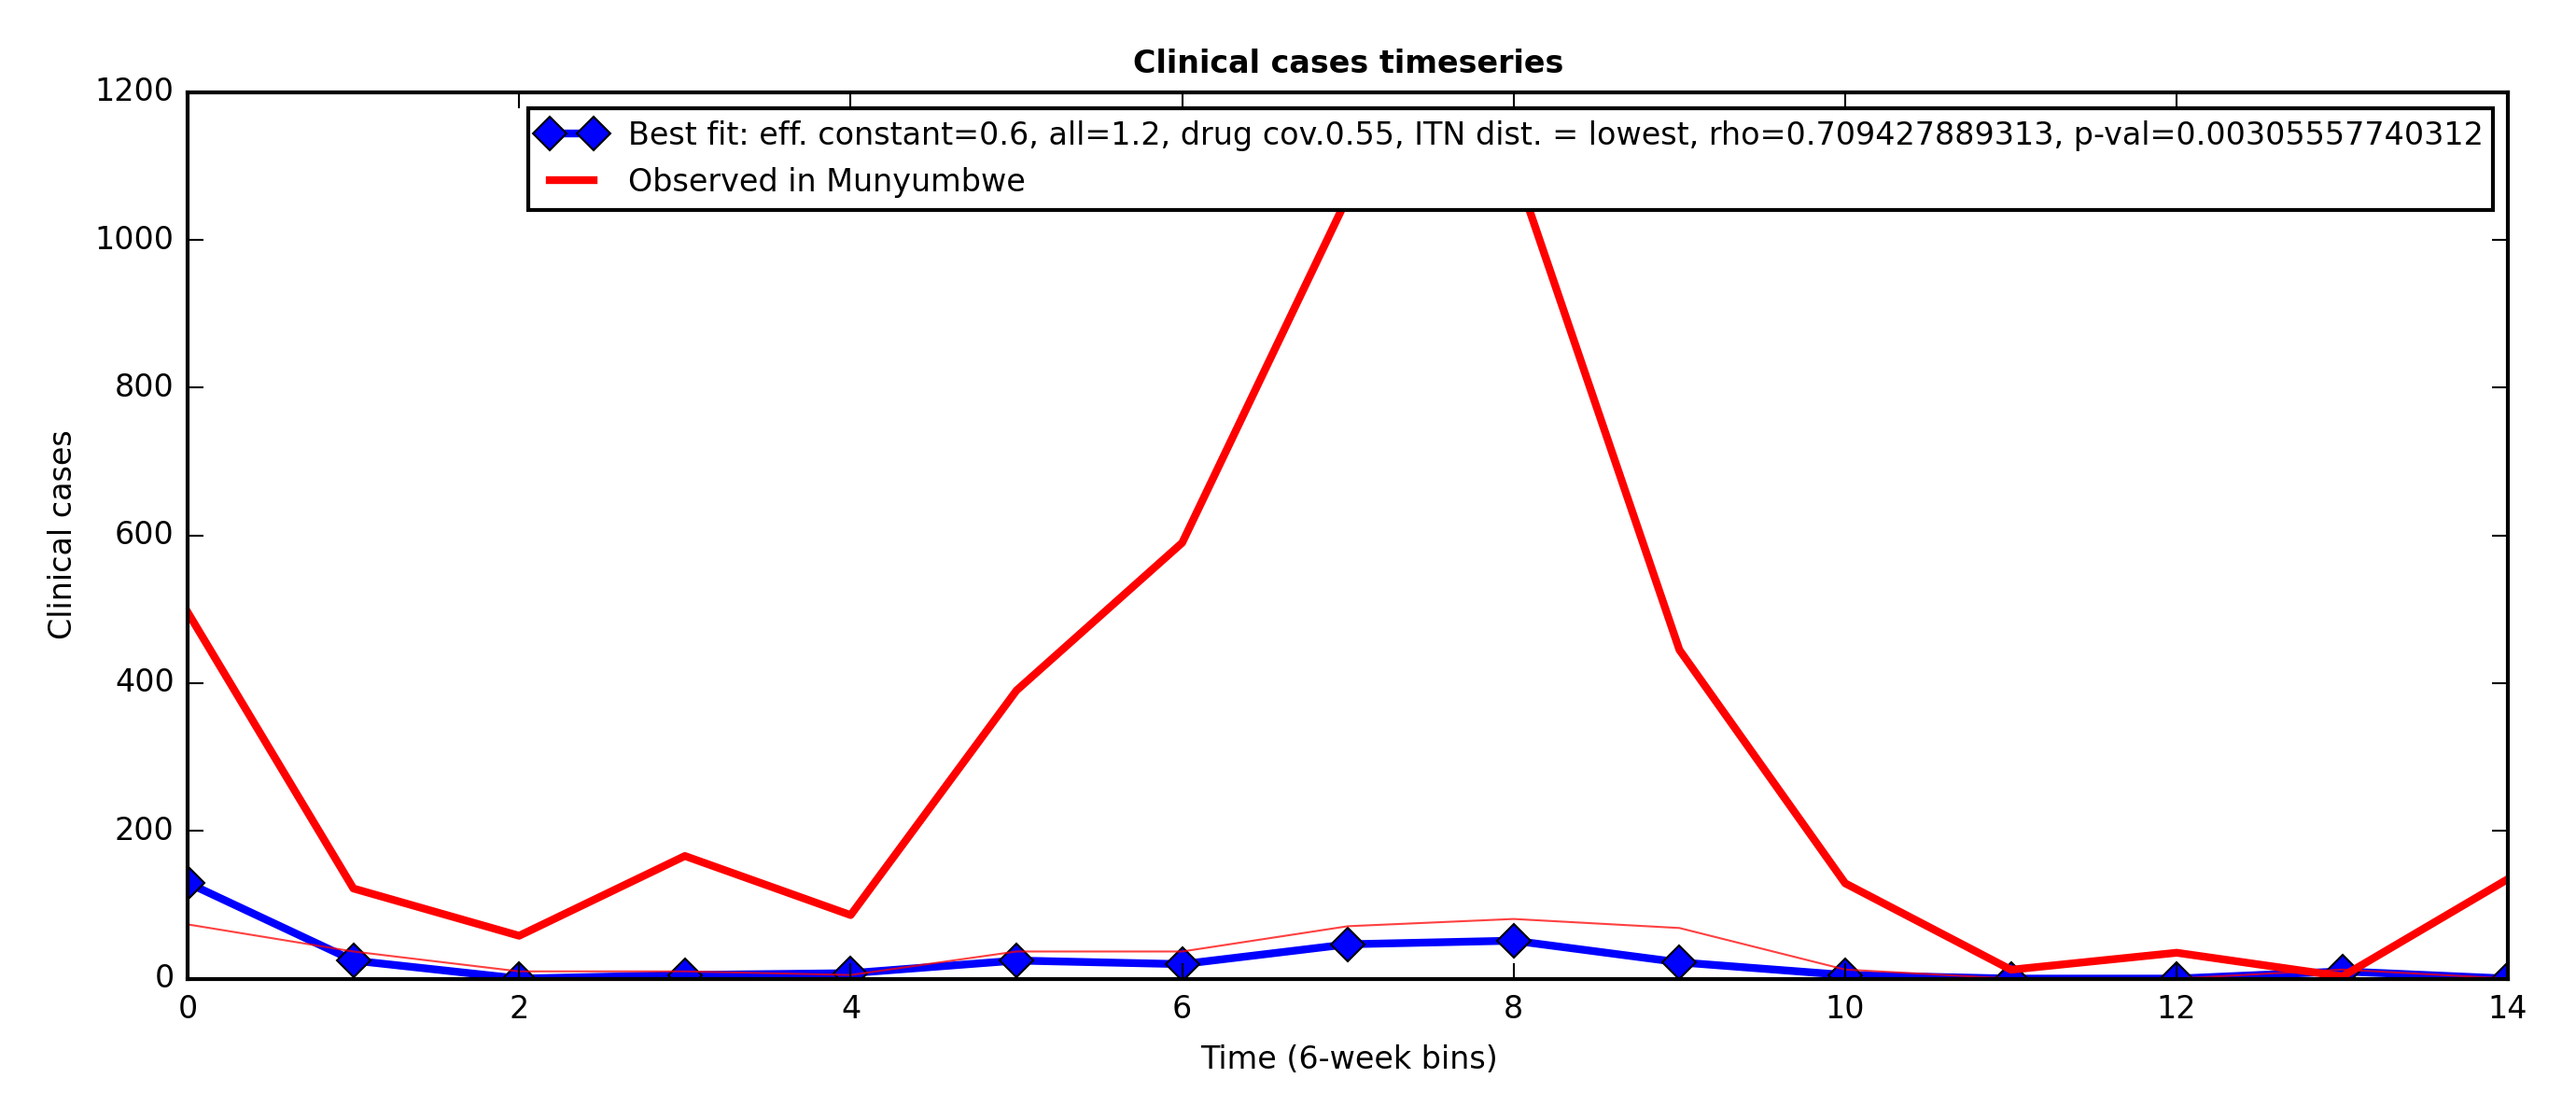 Clinical cases timeseries
Best fit: eff. constant=0.6, all=1.2, drug cov.0.55, ITN dist. = lowest, rho=0.709427889313, p-val=0.00305557740312
Observed in Munyumbwe
1200
1000
800
600
400
200
0
Clinical cases
0 2 4 6 8 10 12 14
Time (6-week bins)